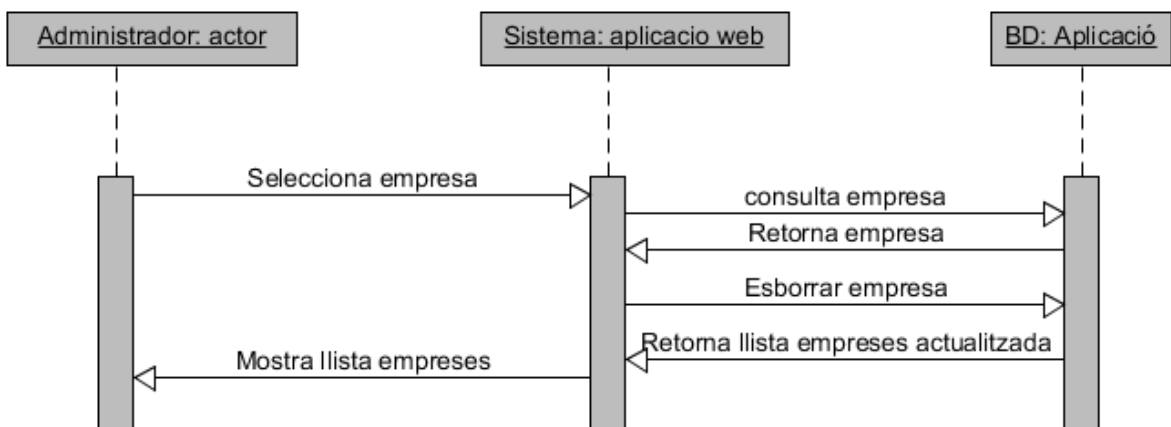 Administrador: actor
Sistema: aplicacio web
BD: Aplicació
Selecciona empresa
consulta empresa
Retorna empresa
Esborrar empresa
Retorna llista empreses actualitzada
Mostra llista empreses